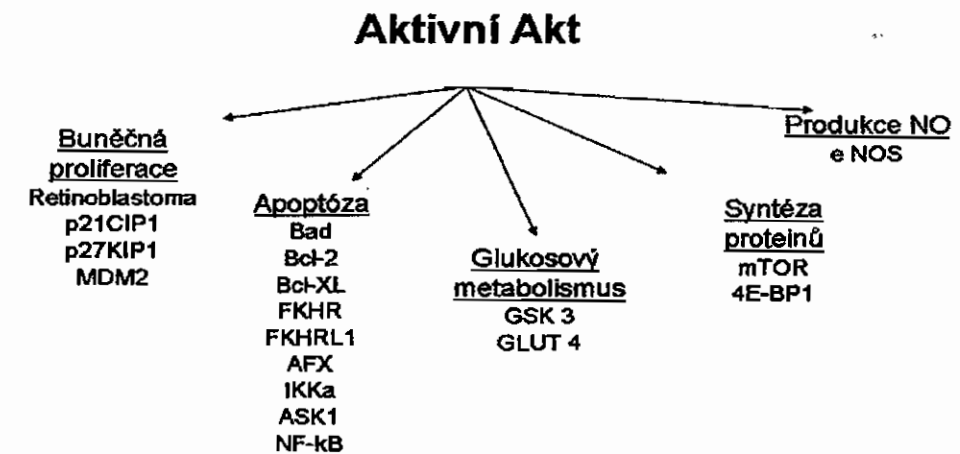 Aktivní Akt
Buněčná
proliferace
Retinoblastoma
p21CIP1
p27KIP1
MDM2
Apoptóza
Bad
Bcl-2
Bcl-XL
FKHR
FKHRL1
AFX
IKKa
ASK1
NF-kB
Glukosový
metabolismus
GSK 3
GLUT 4
Syntéza
proteinů
mTOR
4E-BP1
Produkce NO
e NOS